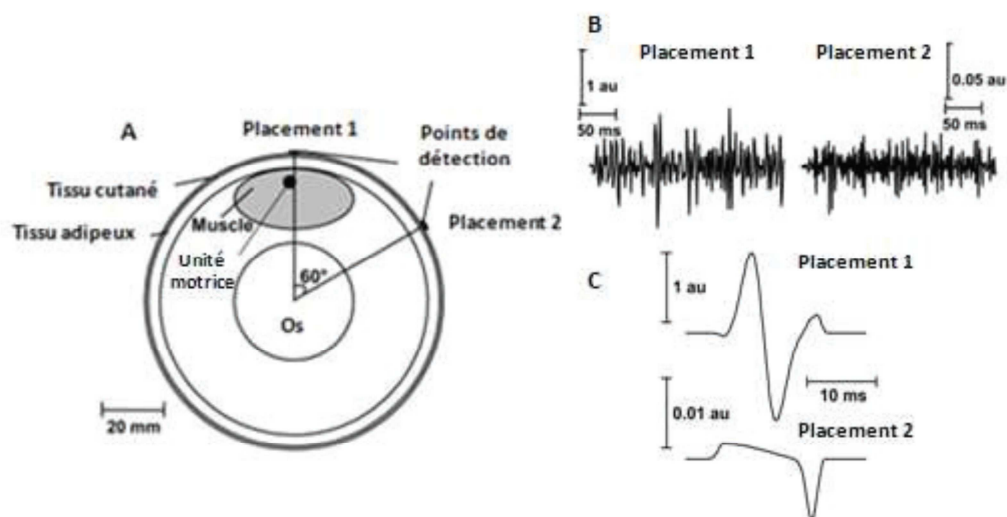 A
Placement 1
Points de
détection
Tissu cutané
Tissu adipeux
Muscle
Placement 2
Unité
motrice
60°
Os
20 mm
B
Placement 1
Placement 2
1 au
50 ms
0.05 au
50 ms
C
Placement 1
1 au
10 ms
0.01 au
Placement 2